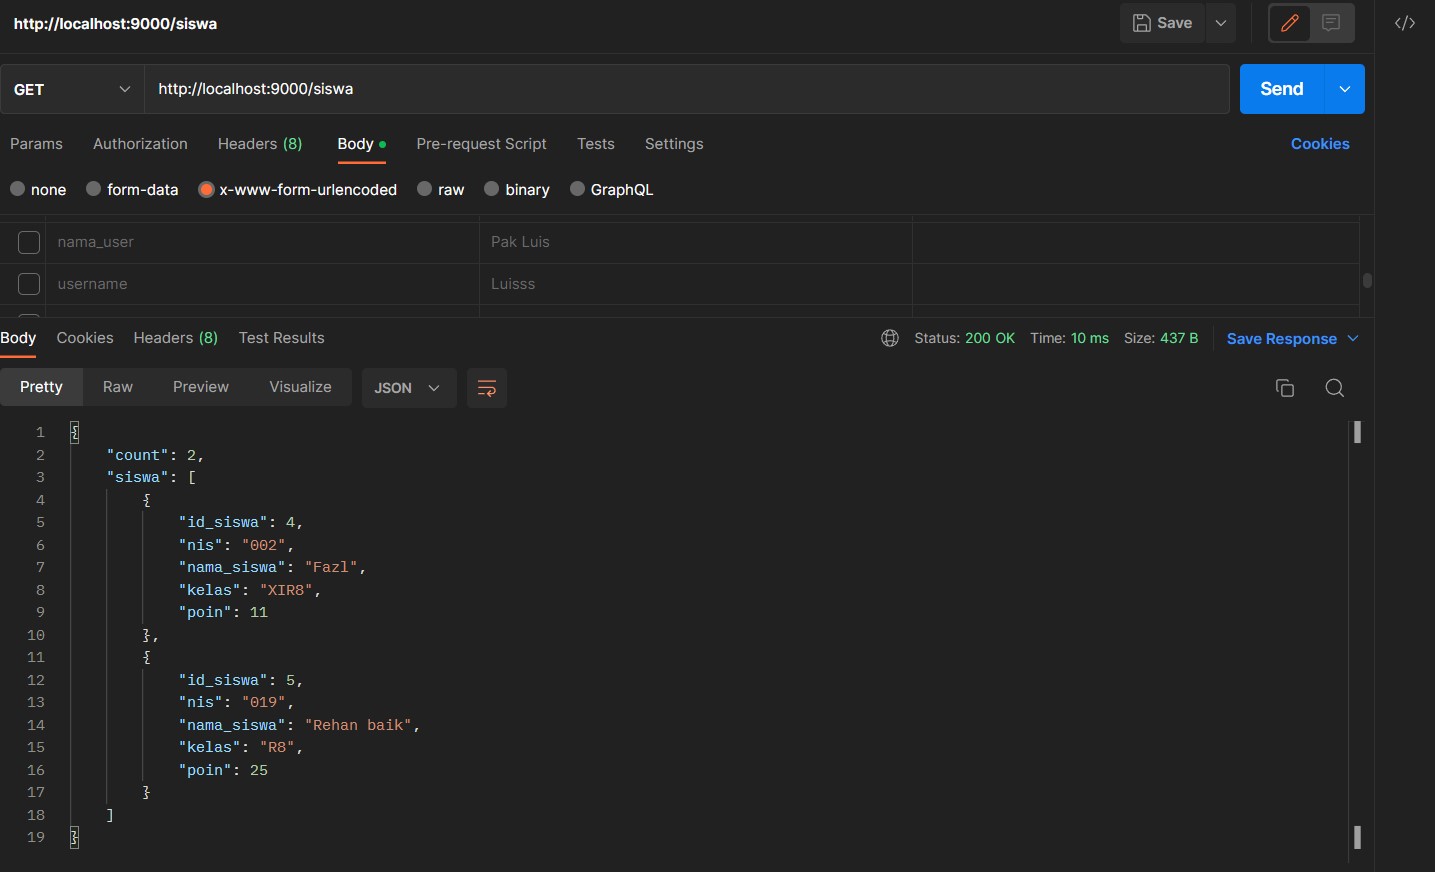 http://localhost:9000/siswa Save </>
GET http://localhost:9000/siswa Send
Params Authorization Headers (8) Body Pre-request Script Tests Settings Cookies
none form-data x-www-form-urlencoded raw binary GraphQL
nama_user Pak Luis
username Luisss
Body Cookies Headers (8) Test Results Status: 200 OK Time: 10 ms Size: 437 B Save Response
Pretty Raw Preview Visualize JSON
1 {
2 "count": 2,
3 "siswa": [
4 {
5 "id_siswa": 4,
6 "nis": "002",
7 "nama_siswa": "Fazl",
8 "kelas": "XIR8",
9 "poin": 11
10 },
11 {
12 "id_siswa": 5,
13 "nis": "019",
14 "nama_siswa": "Rehan baik",
15 "kelas": "R8",
16 "poin": 25
17 }
18 ]
19 }